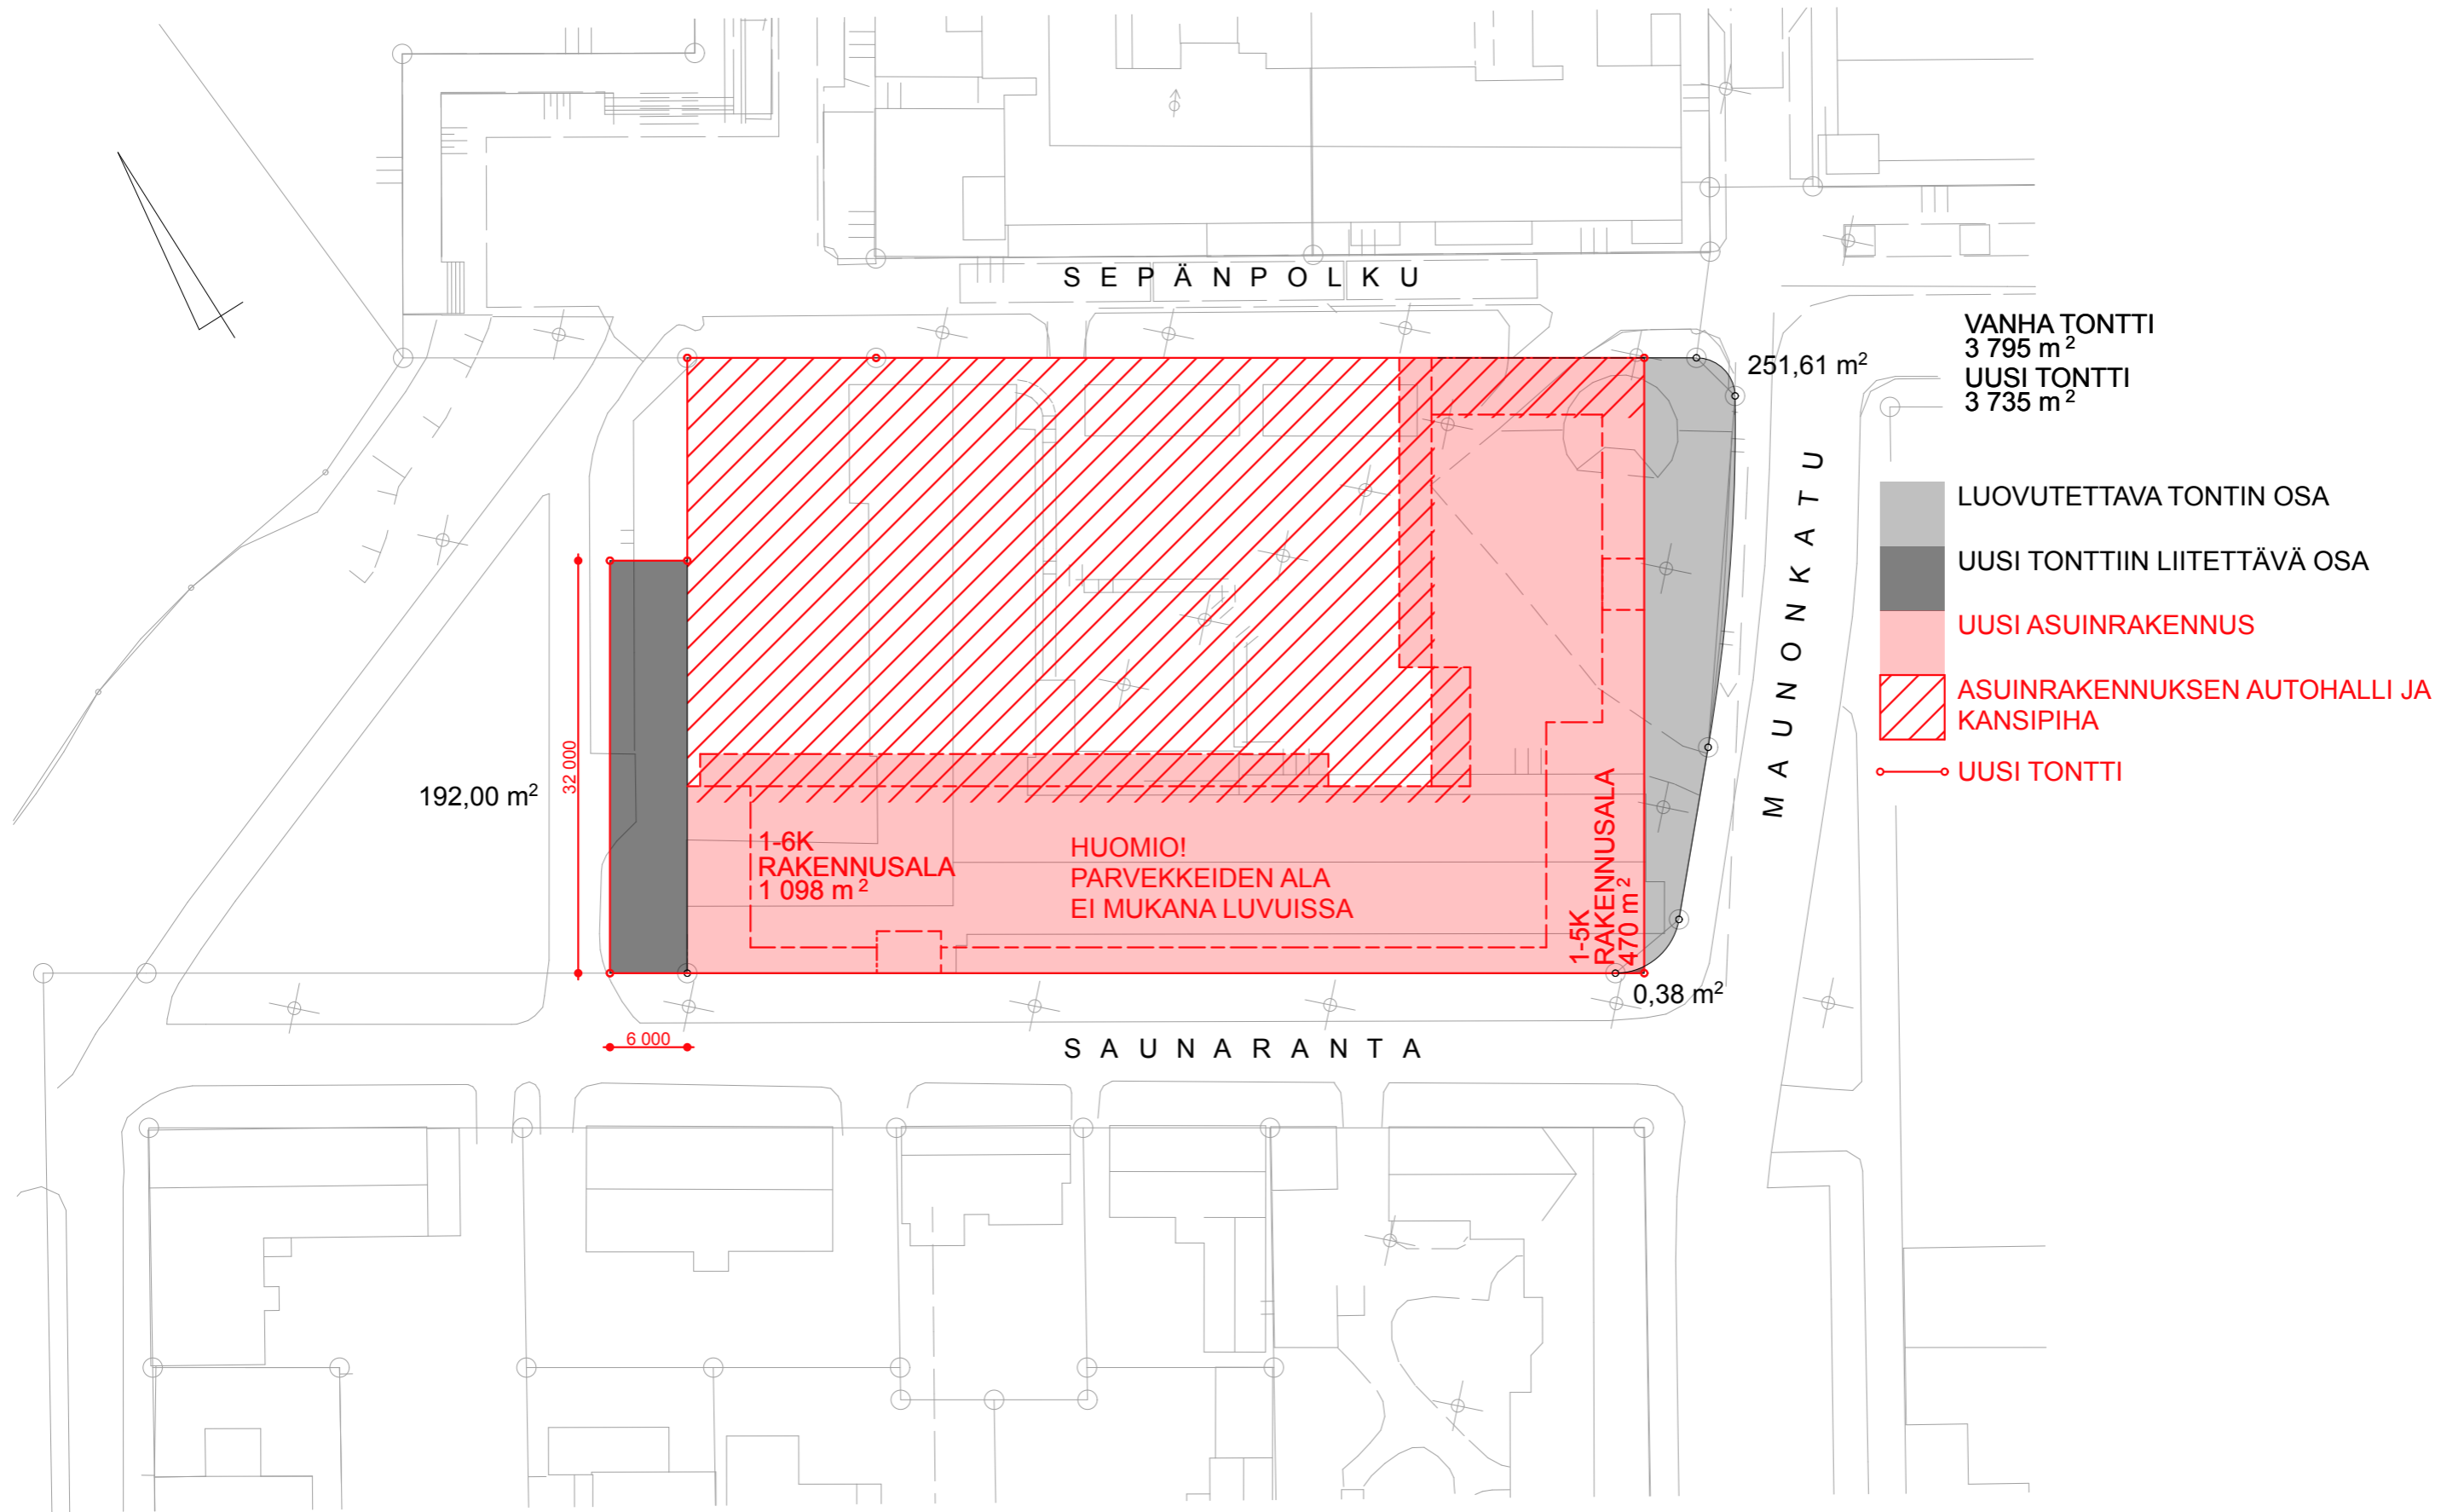 S E P Ä N P O L K U
VANHA TONTTI
3 795 m²
UUSI TONTTI
3 735 m²
251,61 m²
M A U N O N K A T U
LUOVUTETTAVA TONTIN OSA
UUSI TONTTIIN LIITETTÄVÄ OSA
UUSI ASUINRAKENNUS
ASUINRAKENNUKSEN AUTOHALLI JA
KANSIPIHA
UUSI TONTTI
192,00 m²
32 000
1-6K
RAKENNUSALA
1 098 m²
HUOMIO!
PARVEKKEIDEN ALA
EI MUKANA LUVUISSA
1-5K
RAKENNUSALA
470 m²
0,38 m²
6 000
S A U N A R A N T A